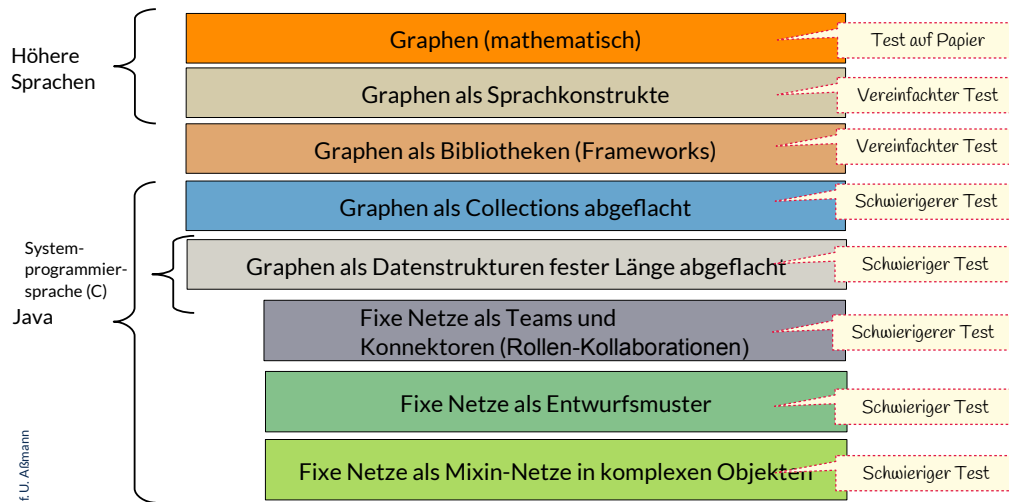 Höhere
Sprachen
Graphen (mathematisch)
Test auf Papier
Graphen als Sprachkonstrukte
Vereinfachter Test
Graphen als Bibliotheken (Frameworks)
Vereinfachter Test
Graphen als Collections abgeflacht
Schwierigerer Test
System-
programmier-
sprache (C)
Graphen als Datenstrukturen fester Länge abgeflacht
Schwieriger Test
Java
Fixe Netze als Teams und
Konnektoren (Rollen-Kollaborationen)
Schwierigerer Test
Fixe Netze als Entwurfsmuster
Schwieriger Test
Fixe Netze als Mixin-Netze in komplexen Objekten
Schwieriger Test
f. U. Aßmann